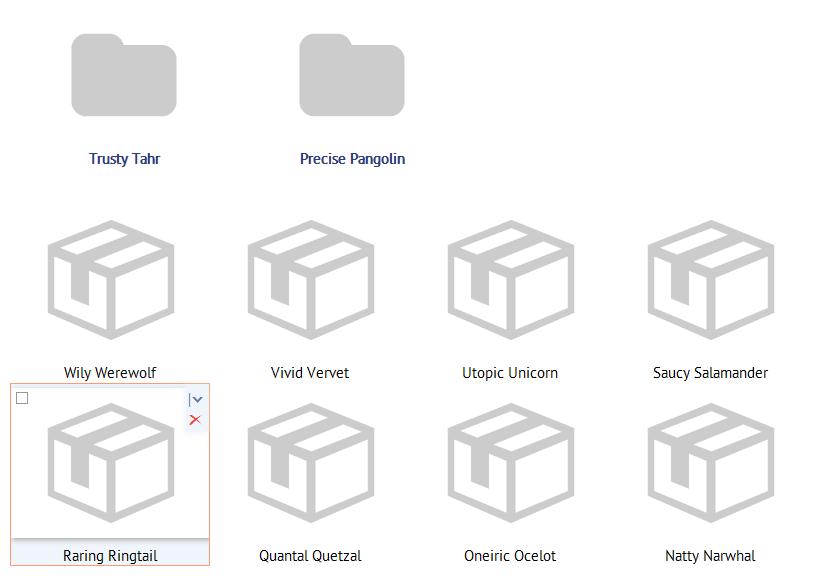 Trusty Tahr
Precise Pangolin
Wily Werewolf
Vivid Vervet
Utopic Unicorn
Saucy Salamander
Raring Ringtail
Quantal Quetzal
Oneiric Ocelot
Natty Narwhal